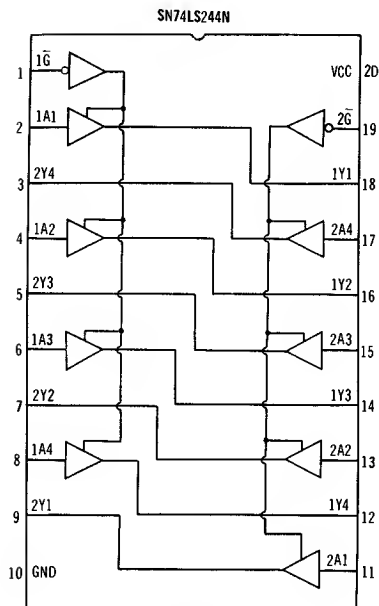 SN74LS244N
1 1G̅ VCC 2D
2 1A1 2G̅ 19
3 2Y4 1Y1 18
4 1A2 2A4 17
5 2Y3 1Y2 16
6 1A3 2A3 15
7 2Y2 1Y3 14
8 1A4 2A2 13
9 2Y1 1Y4 12
10 GND 2A1 11